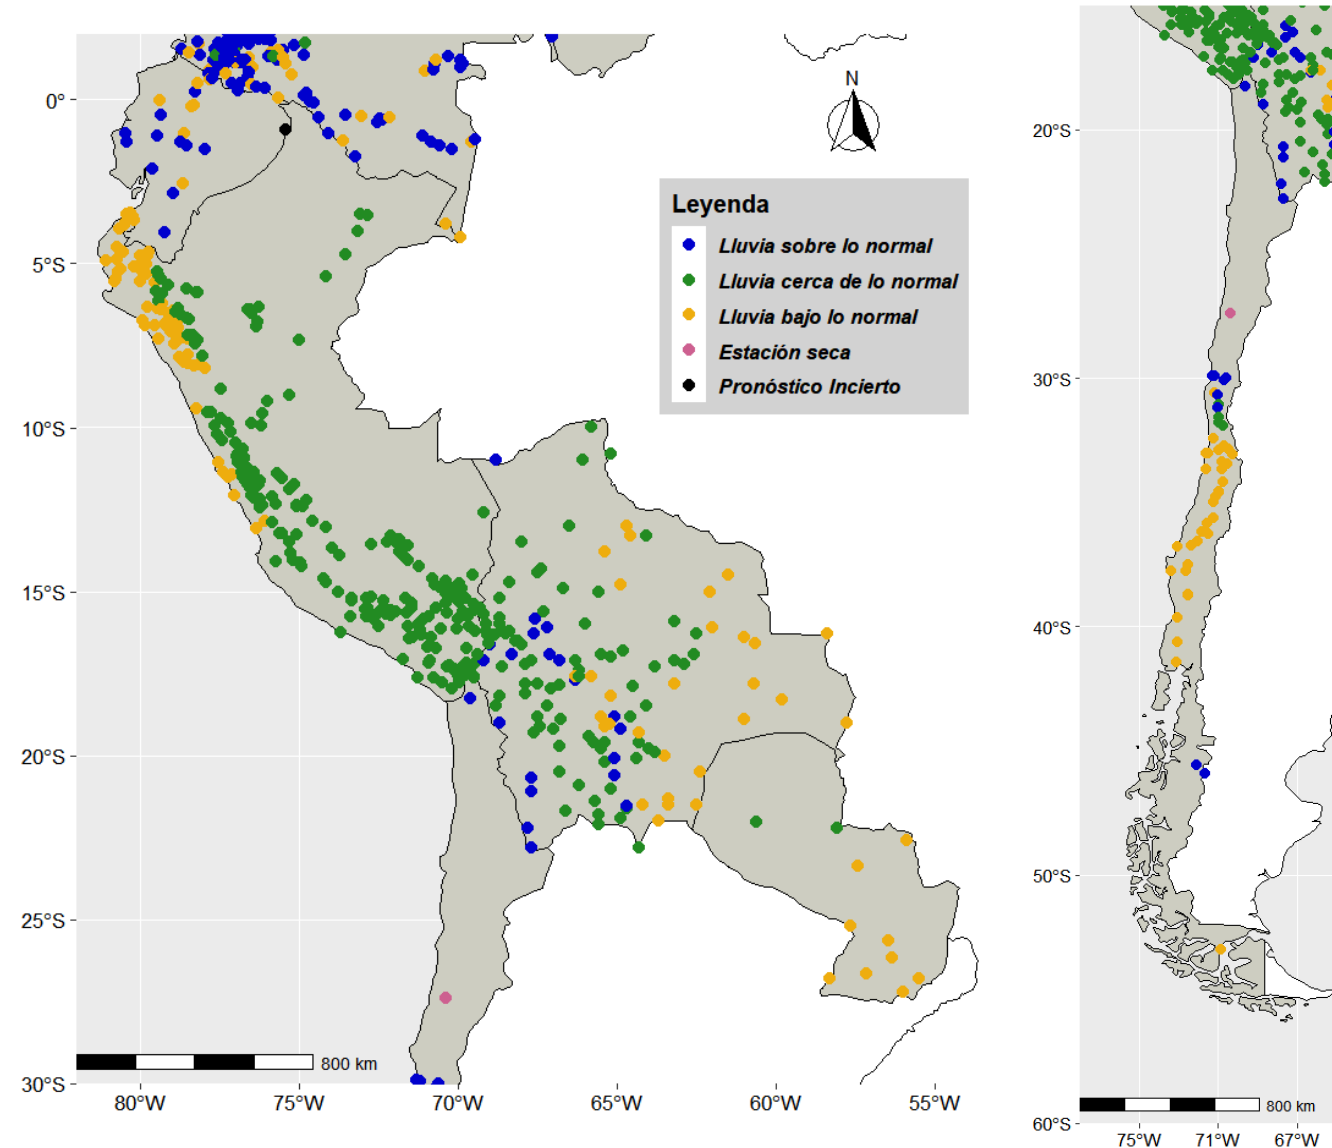 N
Leyenda
Lluvia sobre lo normal
Lluvia cerca de lo normal
Lluvia bajo lo normal
Estación seca
Pronóstico Incierto
0°
5°S
10°S
15°S
20°S
25°S
30°S
800 km
80°W 75°W 70°W 65°W 60°W 55°W
20°S
30°S
40°S
50°S
60°S
800 km
75°W 71°W 67°W